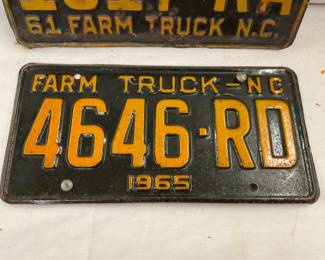 61 FARM TRUCK N.C.
FARM TRUCK-NC
4646-RD
1965